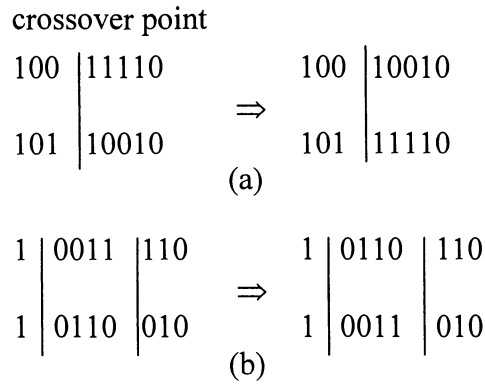 crossover point
100 | 11110 100 | 10010
⇒
101 | 10010 101 | 11110
(a)
1 | 0011 | 110 1 | 0110 | 110
⇒
1 | 0110 | 010 1 | 0011 | 010
(b)